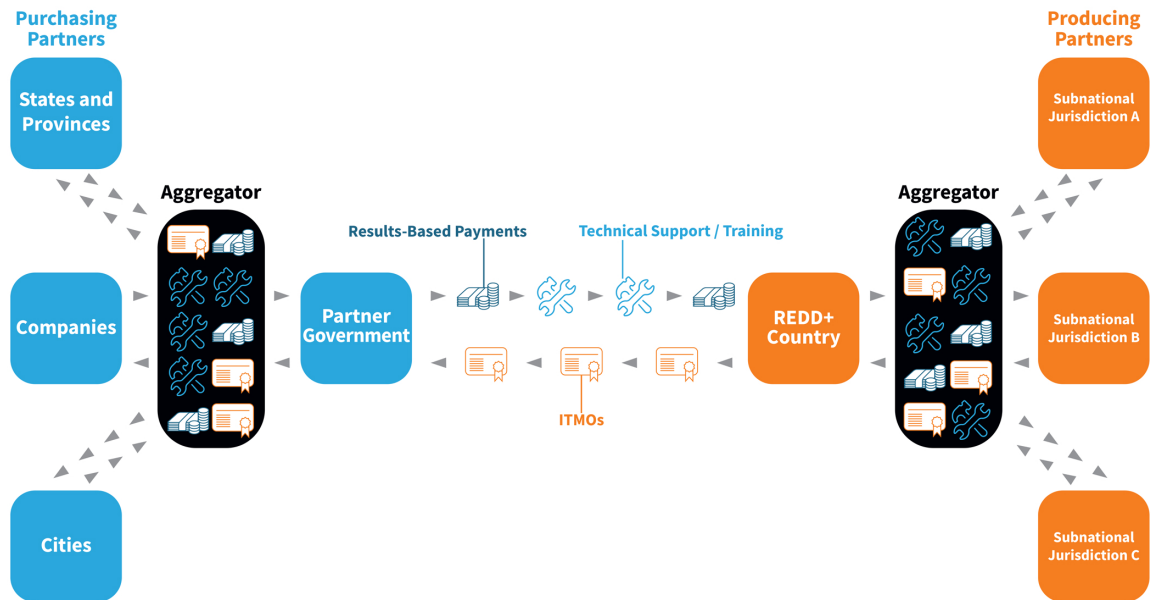 Purchasing
Partners
Producing
Partners
States and
Provinces
Subnational
Jurisdiction A
Aggregator
Aggregator
Results-Based Payments
Technical Support / Training
Companies
Partner
Government
REDD+
Country
Subnational
Jurisdiction B
ITMOs
Cities
Subnational
Jurisdiction C